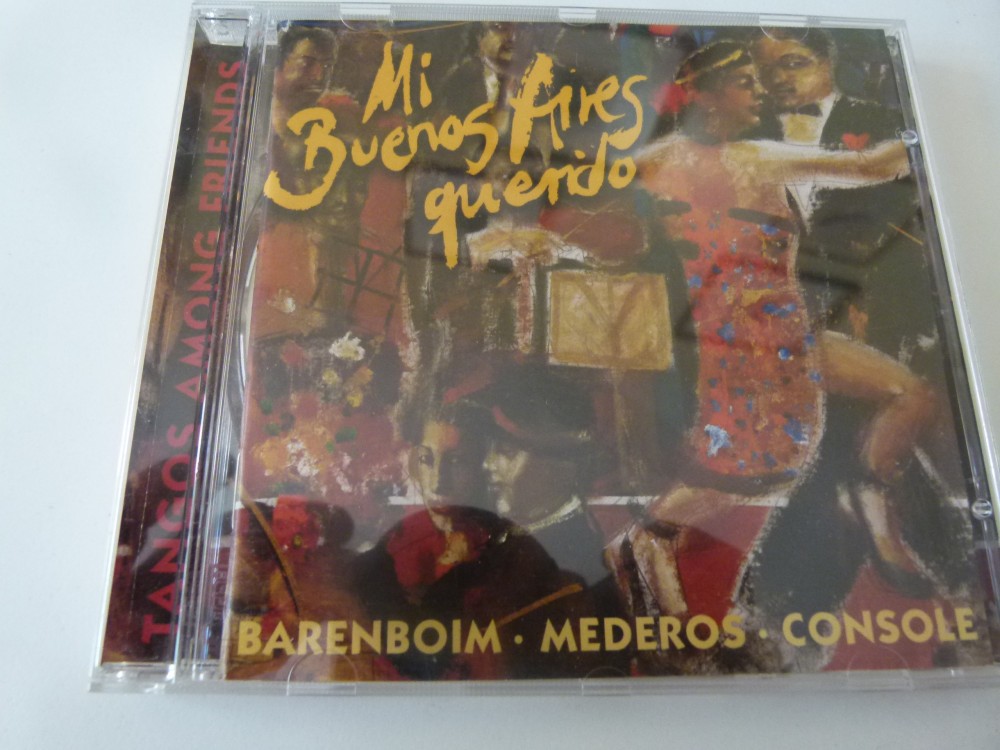 Mi
Buenos Aires
querido
BARENBOIM · MEDEROS · CONSOLE
TANGOS AMONG FRIENDS